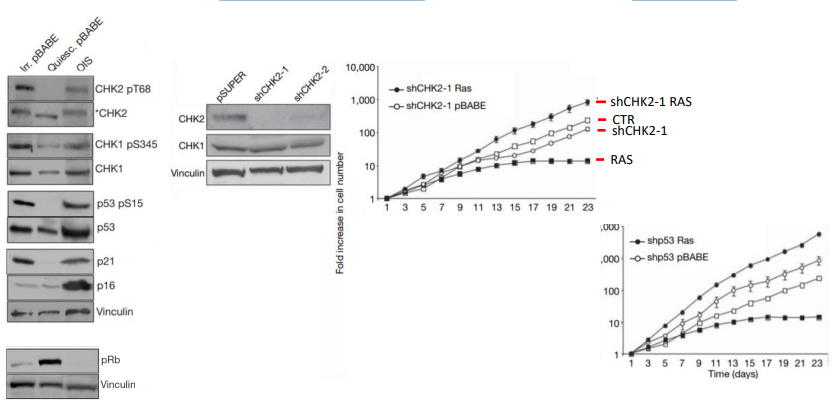 Irr. pBABE
Quiesc. pBABE
OIS
CHK2 pT68
*CHK2
CHK1 pS345
CHK1
p53 pS15
p53
p21
p16
Vinculin
pRb
Vinculin
pSUPER
shCHK2-1
shCHK2-2
CHK2
CHK1
Vinculin
Fold increase in cell number
10,000
1,000
100
10
1
shCHK2-1 Ras
shCHK2-1 pBABE
1 3 5 7 9 11 13 15 17 19 21 23
shCHK2-1 RAS
CTR
shCHK2-1
RAS
,000
,000
100
10
1
shp53 Ras
shp53 pBABE
1 3 5 7 9 11 13 15 17 19 21 23
Time (days)